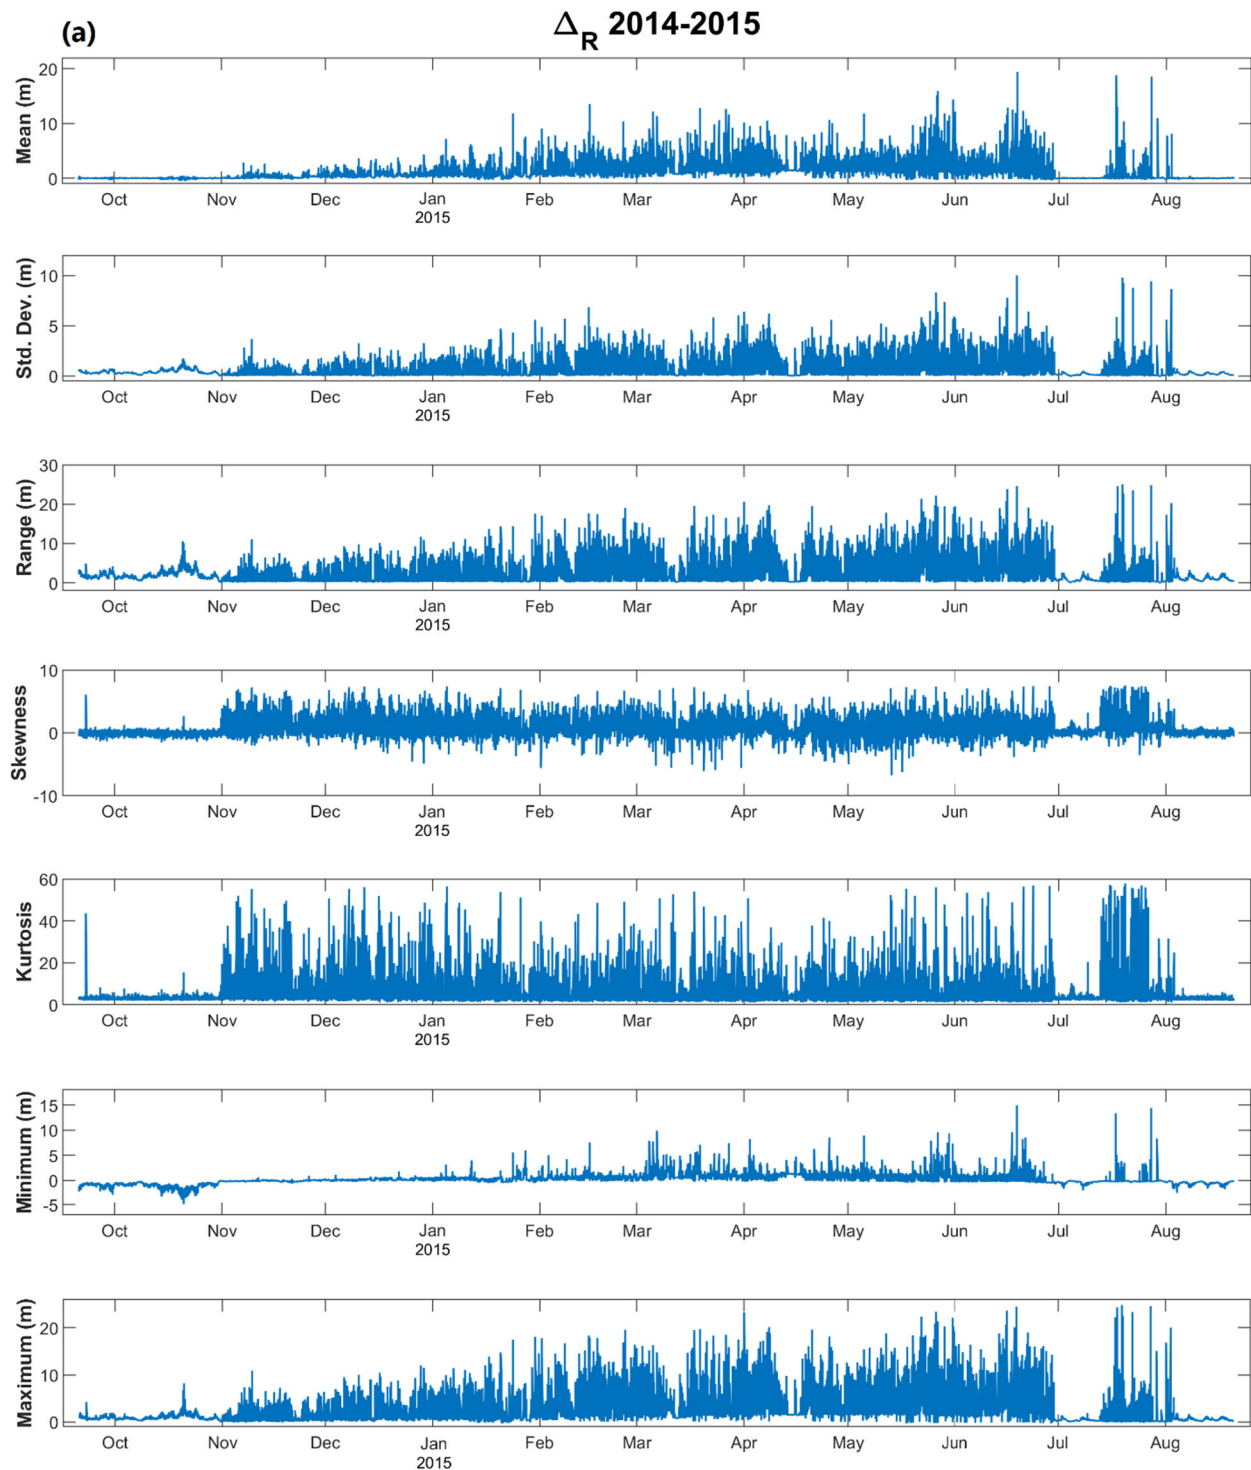 (a)
Δ_R 2014-2015
Mean (m)
20
10
0
Oct Nov Dec Jan Feb Mar Apr May Jun Jul Aug
2015
Std. Dev. (m)
10
5
0
Oct Nov Dec Jan Feb Mar Apr May Jun Jul Aug
2015
Range (m)
30
20
10
0
Oct Nov Dec Jan Feb Mar Apr May Jun Jul Aug
2015
Skewness
10
0
-10
Oct Nov Dec Jan Feb Mar Apr May Jun Jul Aug
2015
Kurtosis
60
40
20
0
Oct Nov Dec Jan Feb Mar Apr May Jun Jul Aug
2015
Minimum (m)
15
10
5
0
-5
Oct Nov Dec Jan Feb Mar Apr May Jun Jul Aug
2015
Maximum (m)
20
10
0
Oct Nov Dec Jan Feb Mar Apr May Jun Jul Aug
2015